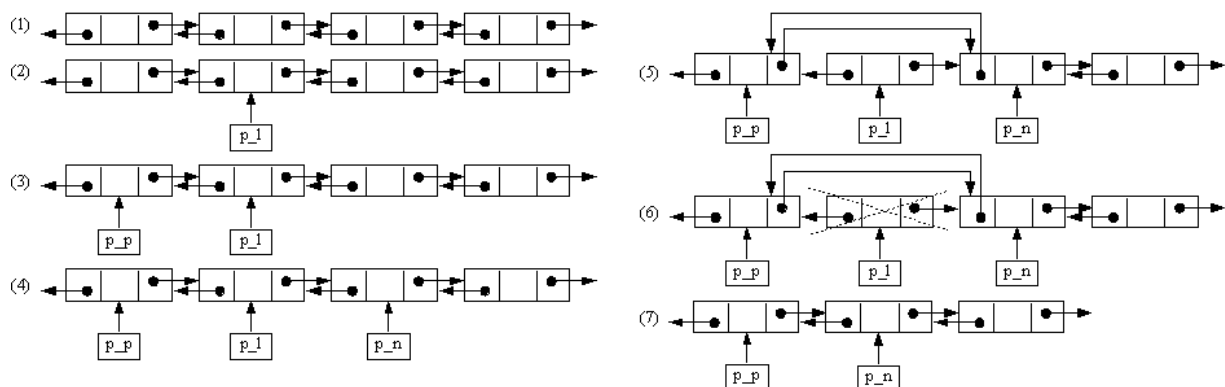 (1)
(2)
p_l
(3)
p_p p_l
(4)
p_p p_l p_n
(5)
p_p p_l p_n
(6)
p_p p_l p_n
(7)
p_p p_n